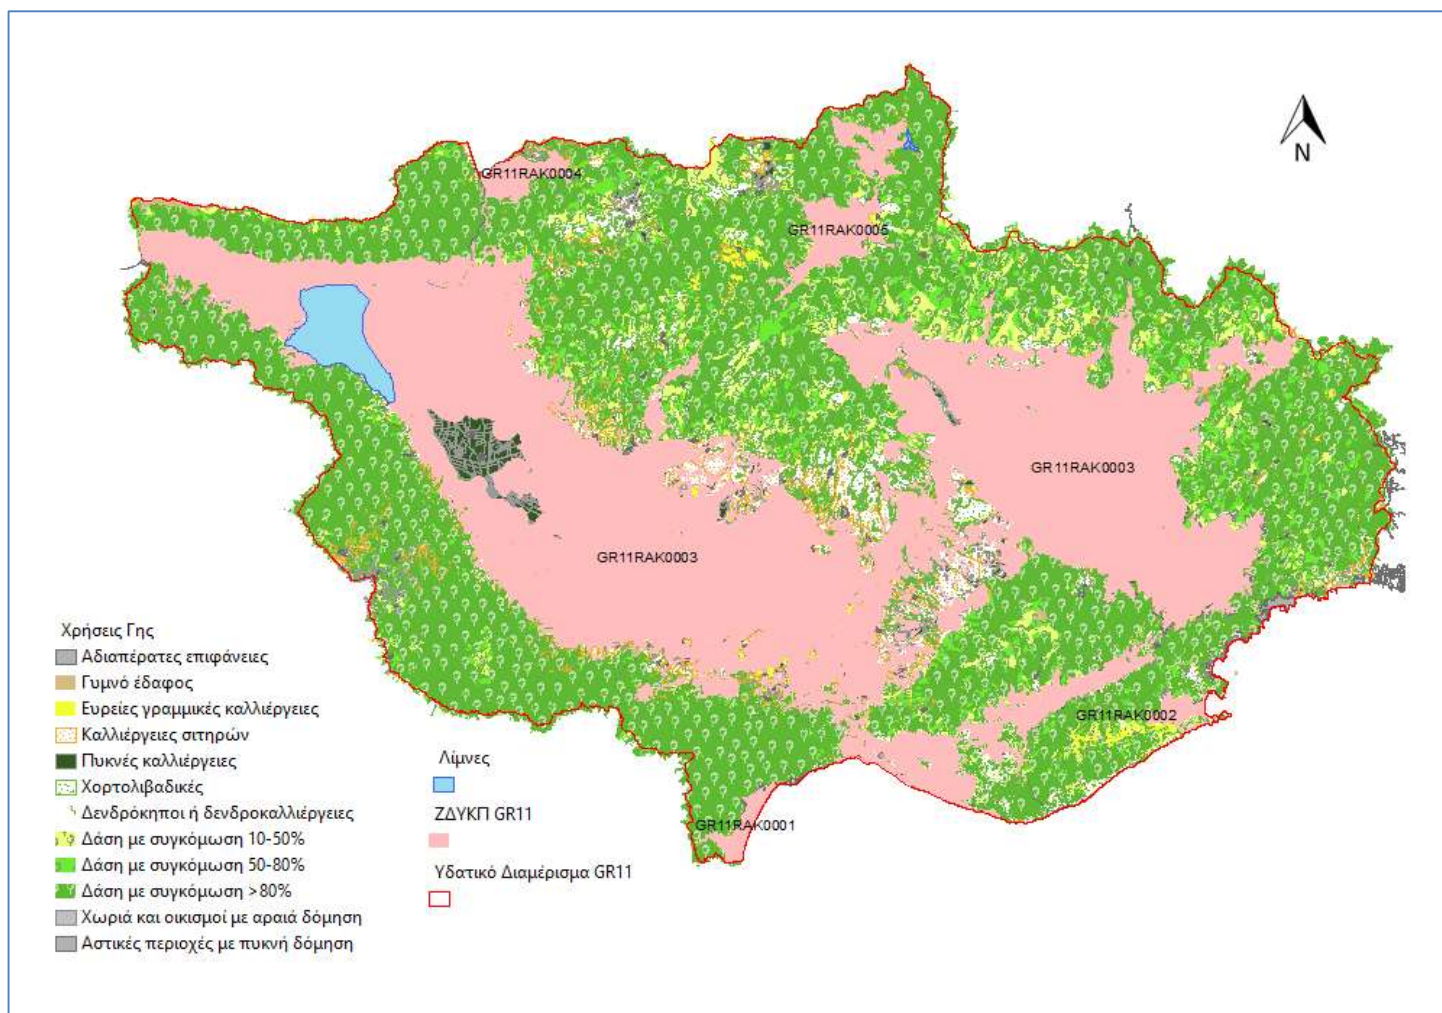 N
GR11RAK0004
GR11RAK0005
GR11RAK0003
GR11RAK0003
GR11RAK0002
GR11RAK0001
Χρήσεις Γης
Αδιαπέρατες επιφάνειες
Γυμνό έδαφος
Ευρείες γραμμικές καλλιέργειες
Καλλιέργειες σιτηρών
Πυκνές καλλιέργειες
Χορτολιβαδικές
Δενδρόκηποι ή δενδροκαλλιέργειες
Δάση με συγκόμωση 10-50%
Δάση με συγκόμωση 50-80%
Δάση με συγκόμωση >80%
Χωριά και οικισμοί με αραιά δόμηση
Αστικές περιοχές με πυκνή δόμηση
Λίμνες
ΖΔΥΚΠ GR11
Υδατικό Διαμέρισμα GR11